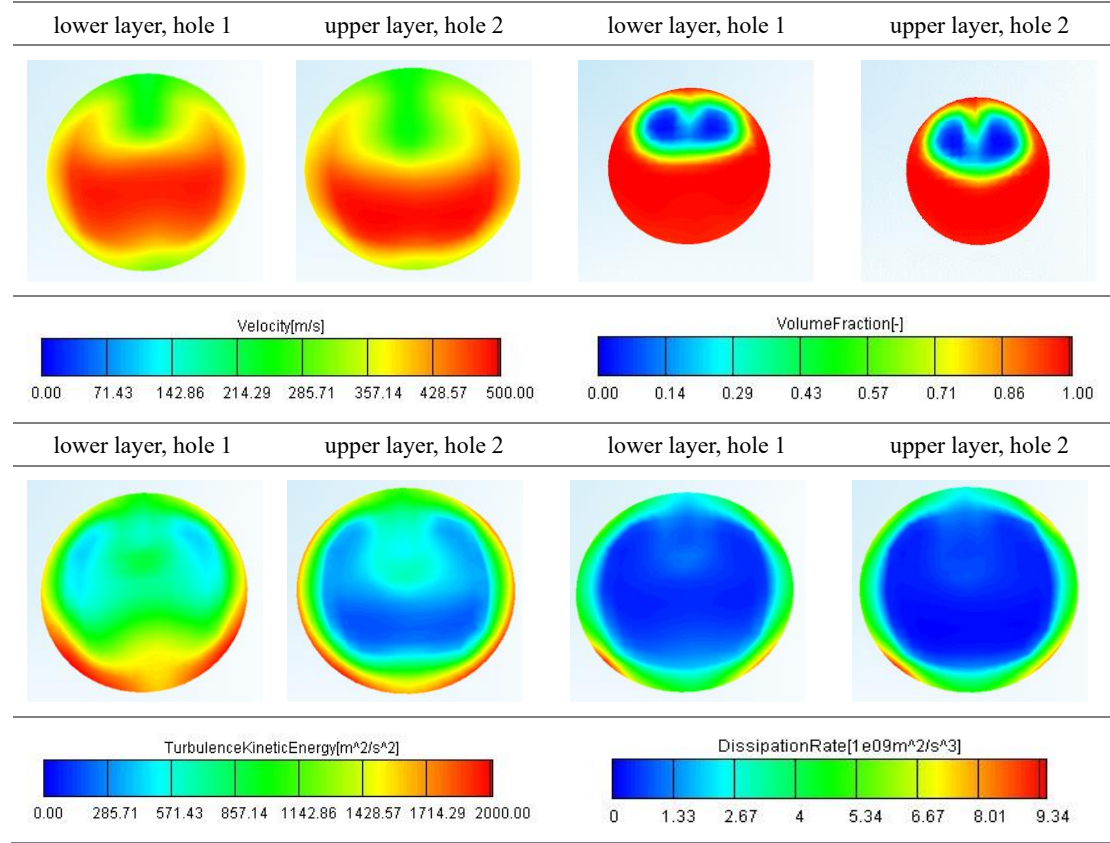 lower layer, hole 1 upper layer, hole 2 lower layer, hole 1 upper layer, hole 2
Velocity[m/s] VolumeFraction[-]
0.00 71.43 142.86 214.29 285.71 357.14 428.57 500.00 0.00 0.14 0.29 0.43 0.57 0.71 0.86 1.00
lower layer, hole 1 upper layer, hole 2 lower layer, hole 1 upper layer, hole 2
TurbulenceKineticEnergy[m^2/s^2] DissipationRate[1e09m^2/s^3]
0.00 285.71 571.43 857.14 1142.86 1428.57 1714.29 2000.00 0 1.33 2.67 4 5.34 6.67 8.01 9.34